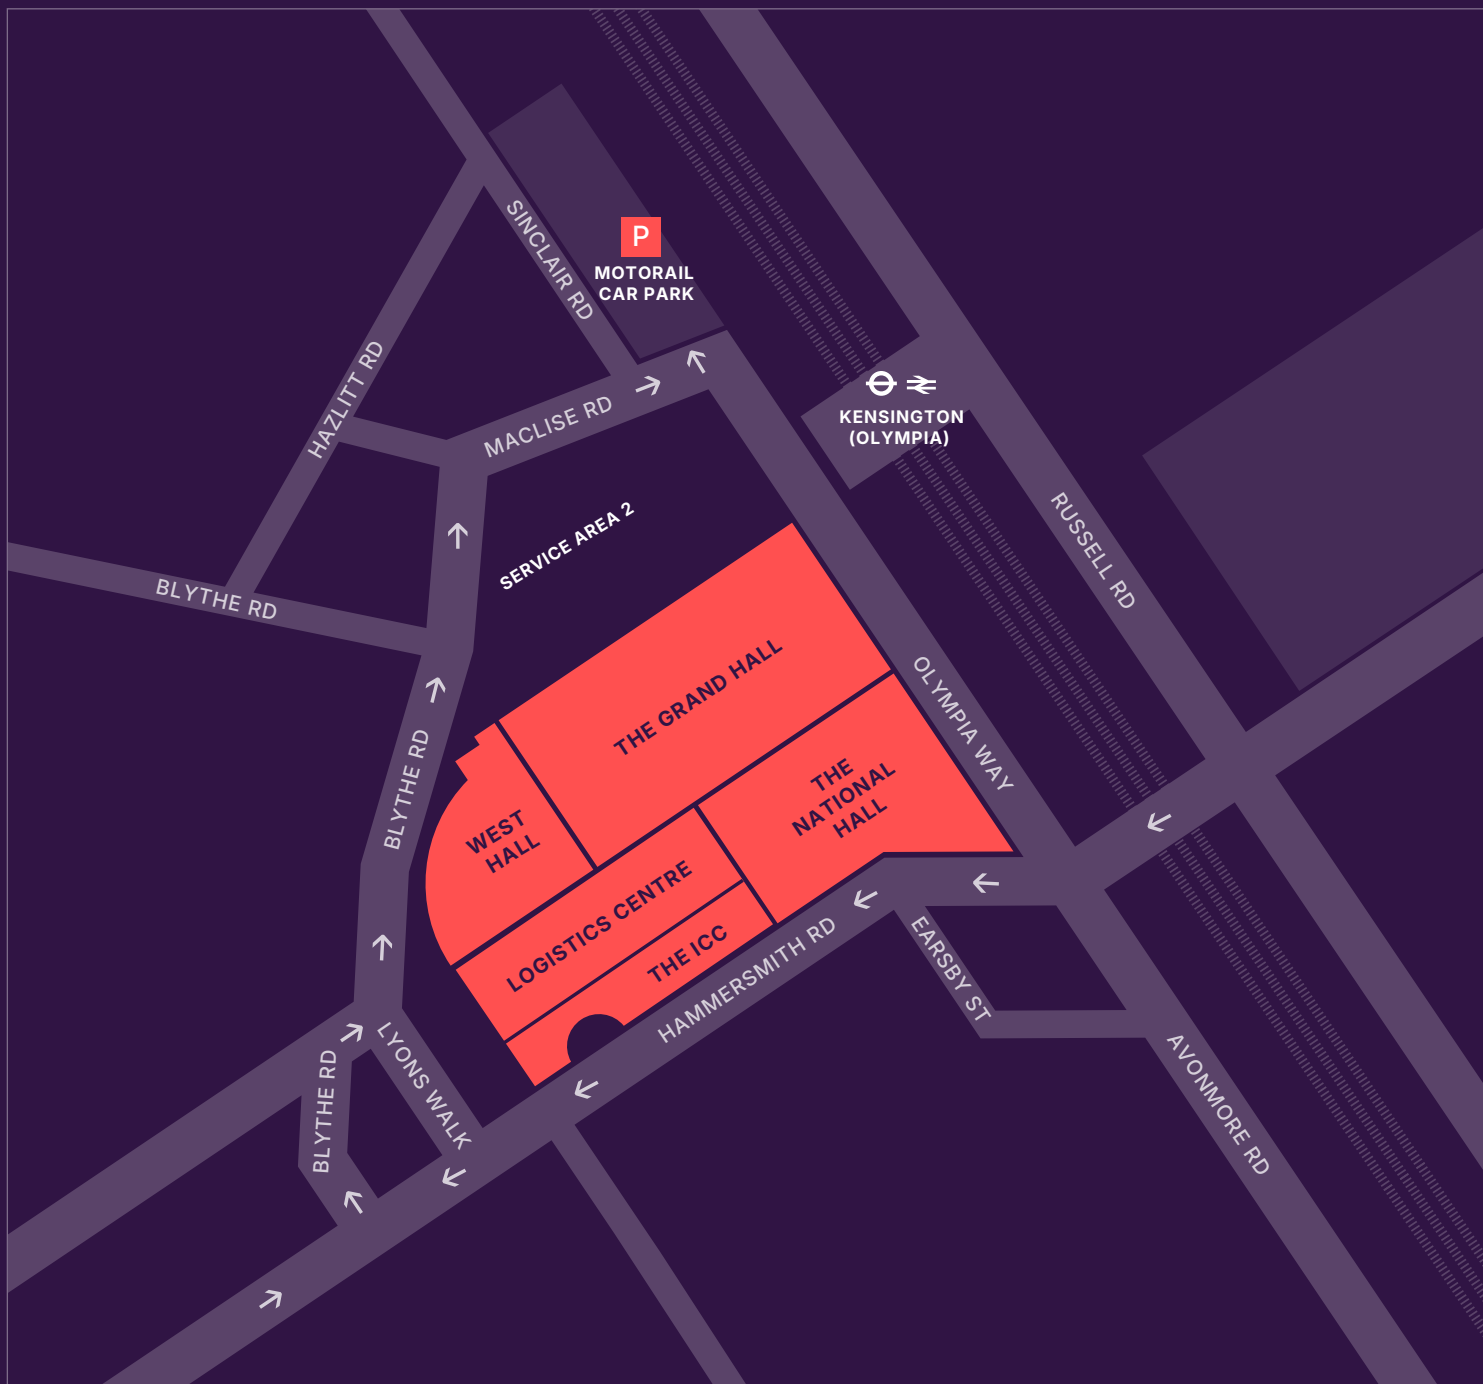 SINCLAIR RD
P
MOTORAIL
CAR PARK
HAZLITT RD
MACLISE RD
KENSINGTON
(OLYMPIA)
RUSSELL RD
SERVICE AREA 2
BLYTHE RD
THE GRAND HALL
OLYMPIA WAY
BLYTHE RD
THE
NATIONAL
HALL
WEST
HALL
LOGISTICS CENTRE
THE ICC
HAMMERSMITH RD
EARSBY ST
LYONS WALK
BLYTHE RD
AVONMORE RD